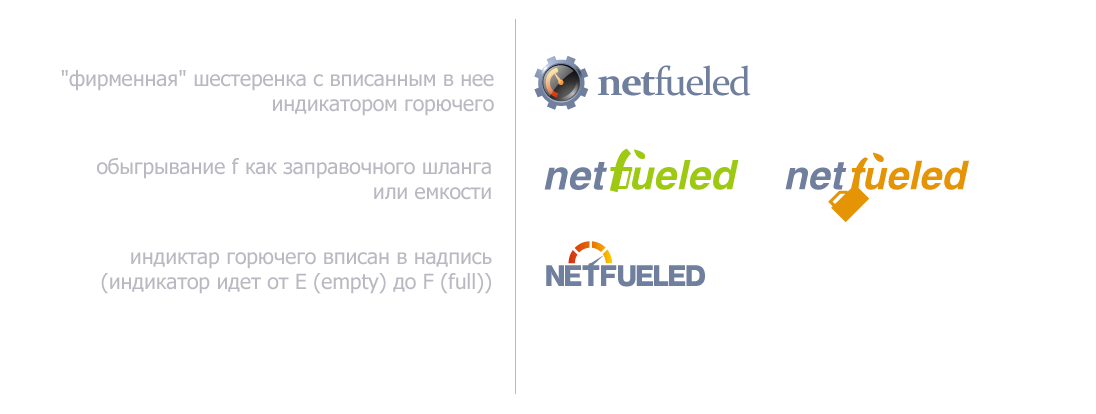 "фирменная" шестеренка с вписанным в нее
индикатором горючего
netfueled
обыгрывание f как заправочного шланга
или емкости
netfueled netfueled
индиктар горючего вписан в надпись
(индикатор идет от E (empty) до F (full))
NETFUELED